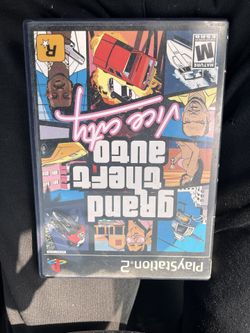 PlayStation.2
grand
theft
auto
Vice City
MATURE
M
R